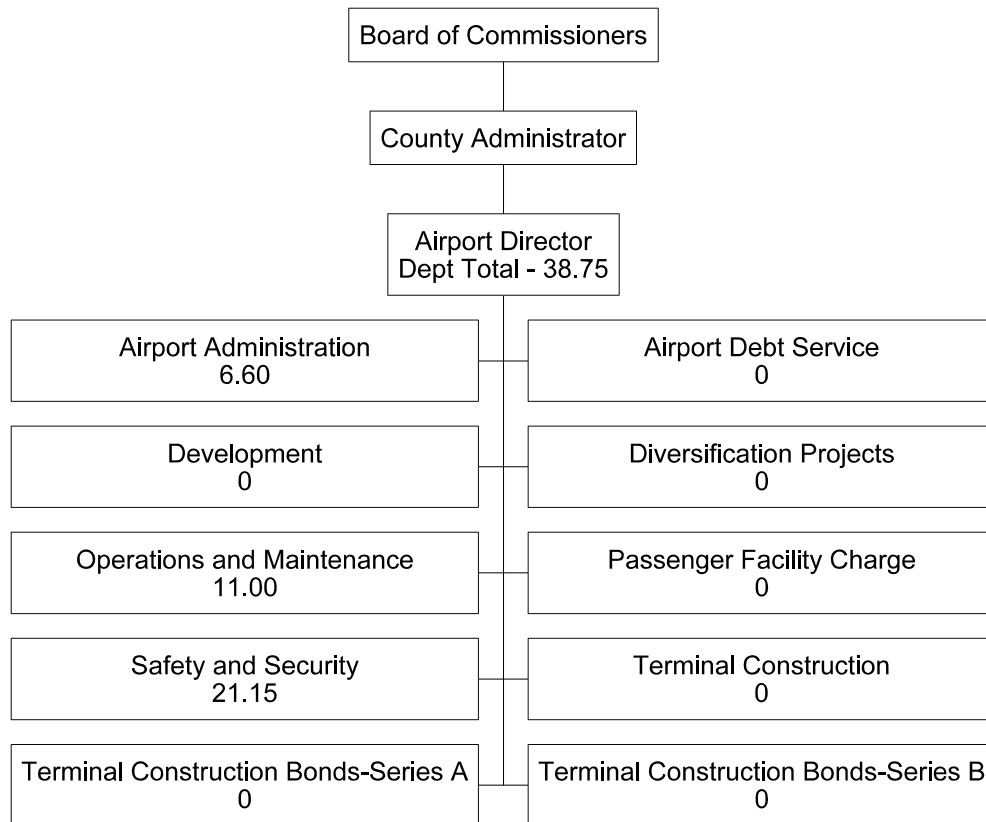 Board of Commissioners
County Administrator
Airport Director
Dept Total - 38.75
Airport Administration
6.60
Airport Debt Service
0
Development
0
Diversification Projects
0
Operations and Maintenance
11.00
Passenger Facility Charge
0
Safety and Security
21.15
Terminal Construction
0
Terminal Construction Bonds-Series A
0
Terminal Construction Bonds-Series B
0